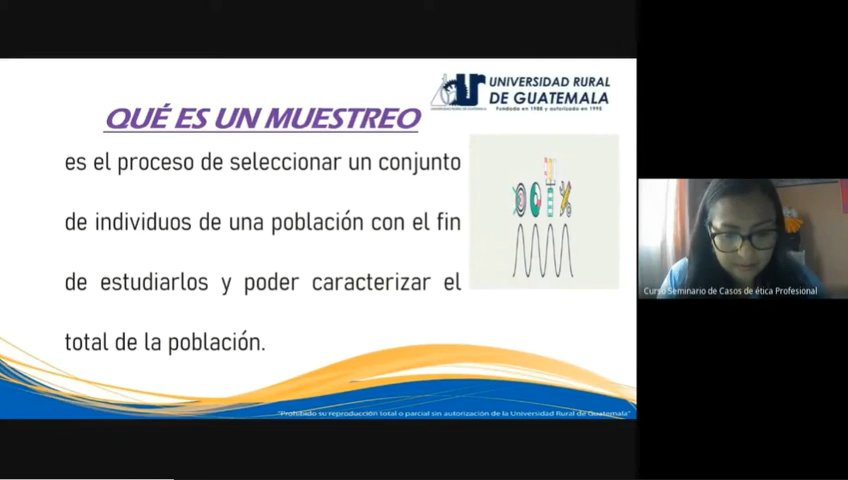 UNIVERSIDAD RURAL
DE GUATEMALA
Fundada en 1988 y autorizada en 1995
QUÉ ES UN MUESTREO
es el proceso de seleccionar un conjunto
de individuos de una población con el fin
de estudiarlos y poder caracterizar el
total de la población.
"Prohibido su reproducción total o parcial sin autorización de la Universidad Rural de Guatemala"
Curso Seminario de Casos de ética Profesional